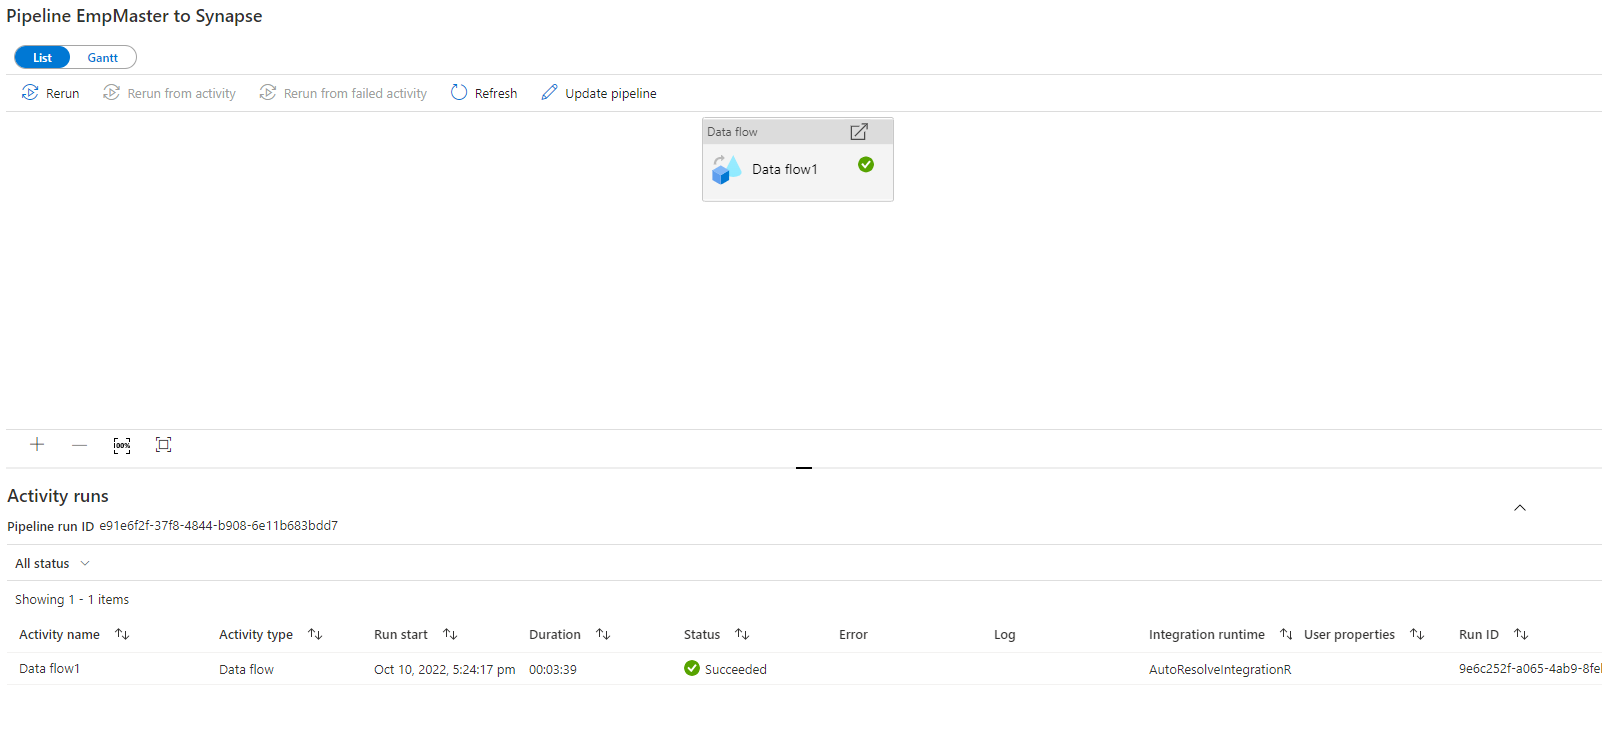 Pipeline EmpMaster to Synapse
List Gantt
Rerun Rerun from activity Rerun from failed activity Refresh Update pipeline
Data flow
Data flow1
100%
Activity runs
Pipeline run ID e91e6f2f-37f8-4844-b908-6e11b683bdd7
All status
Showing 1 - 1 items
Activity name Activity type Run start Duration Status Error Log Integration runtime User properties Run ID
Data flow1 Data flow Oct 10, 2022, 5:24:17 pm 00:03:39 Succeeded AutoResolveIntegrationR 9e6c252f-a065-4ab9-8fe